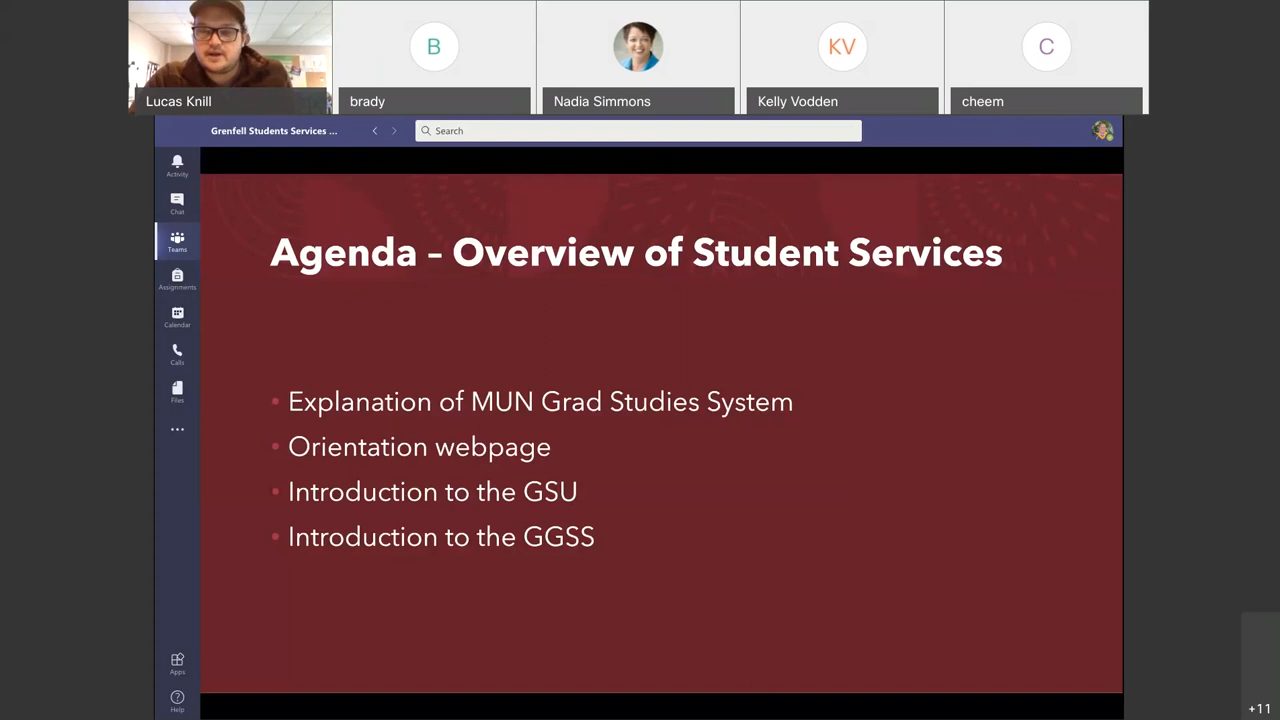 B
KV
C
Lucas Knill
brady
Nadia Simmons
Kelly Vodden
cheem
Grenfell Students Services ...
Search
Activity
Chat
Teams
Assignments
Calendar
Calls
Files
Apps
Help
Agenda – Overview of Student Services
• Explanation of MUN Grad Studies System
• Orientation webpage
• Introduction to the GSU
• Introduction to the GGSS
+11